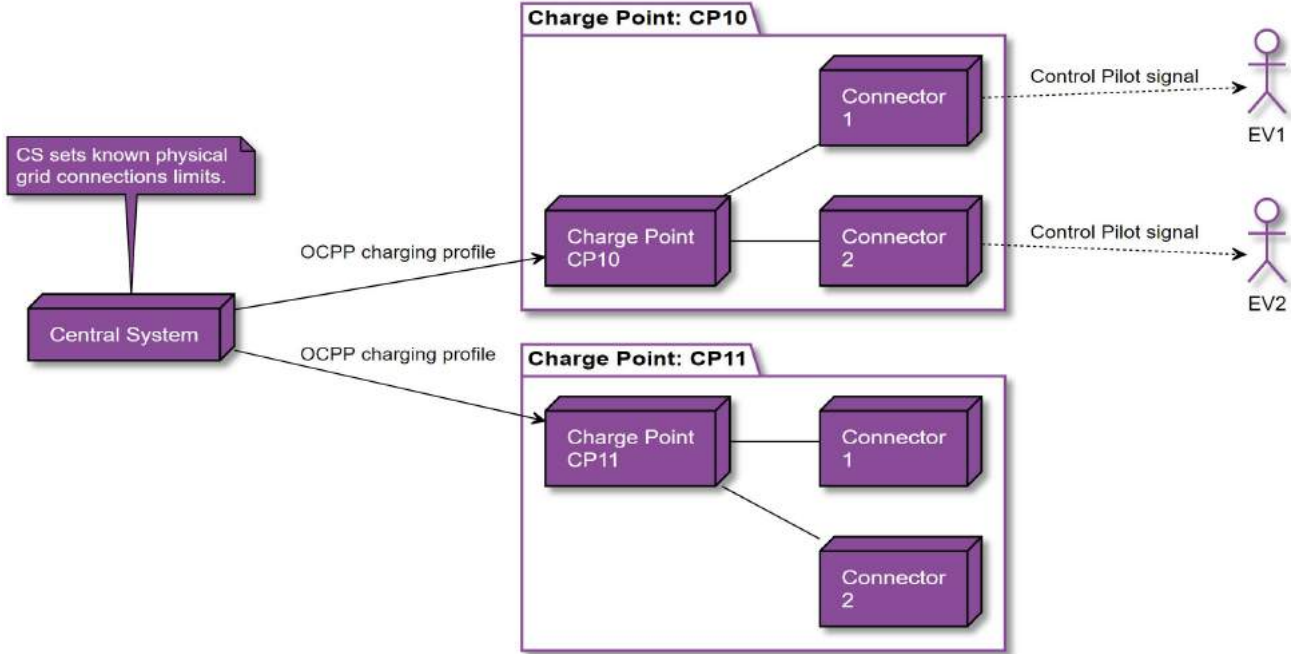 Charge Point: CP10
Connector
1
Control Pilot signal
EV1
CS sets known physical
grid connections limits.
Charge Point
CP10
Connector
2
Control Pilot signal
EV2
OCPP charging profile
Central System
OCPP charging profile
Charge Point: CP11
Charge Point
CP11
Connector
1
Connector
2